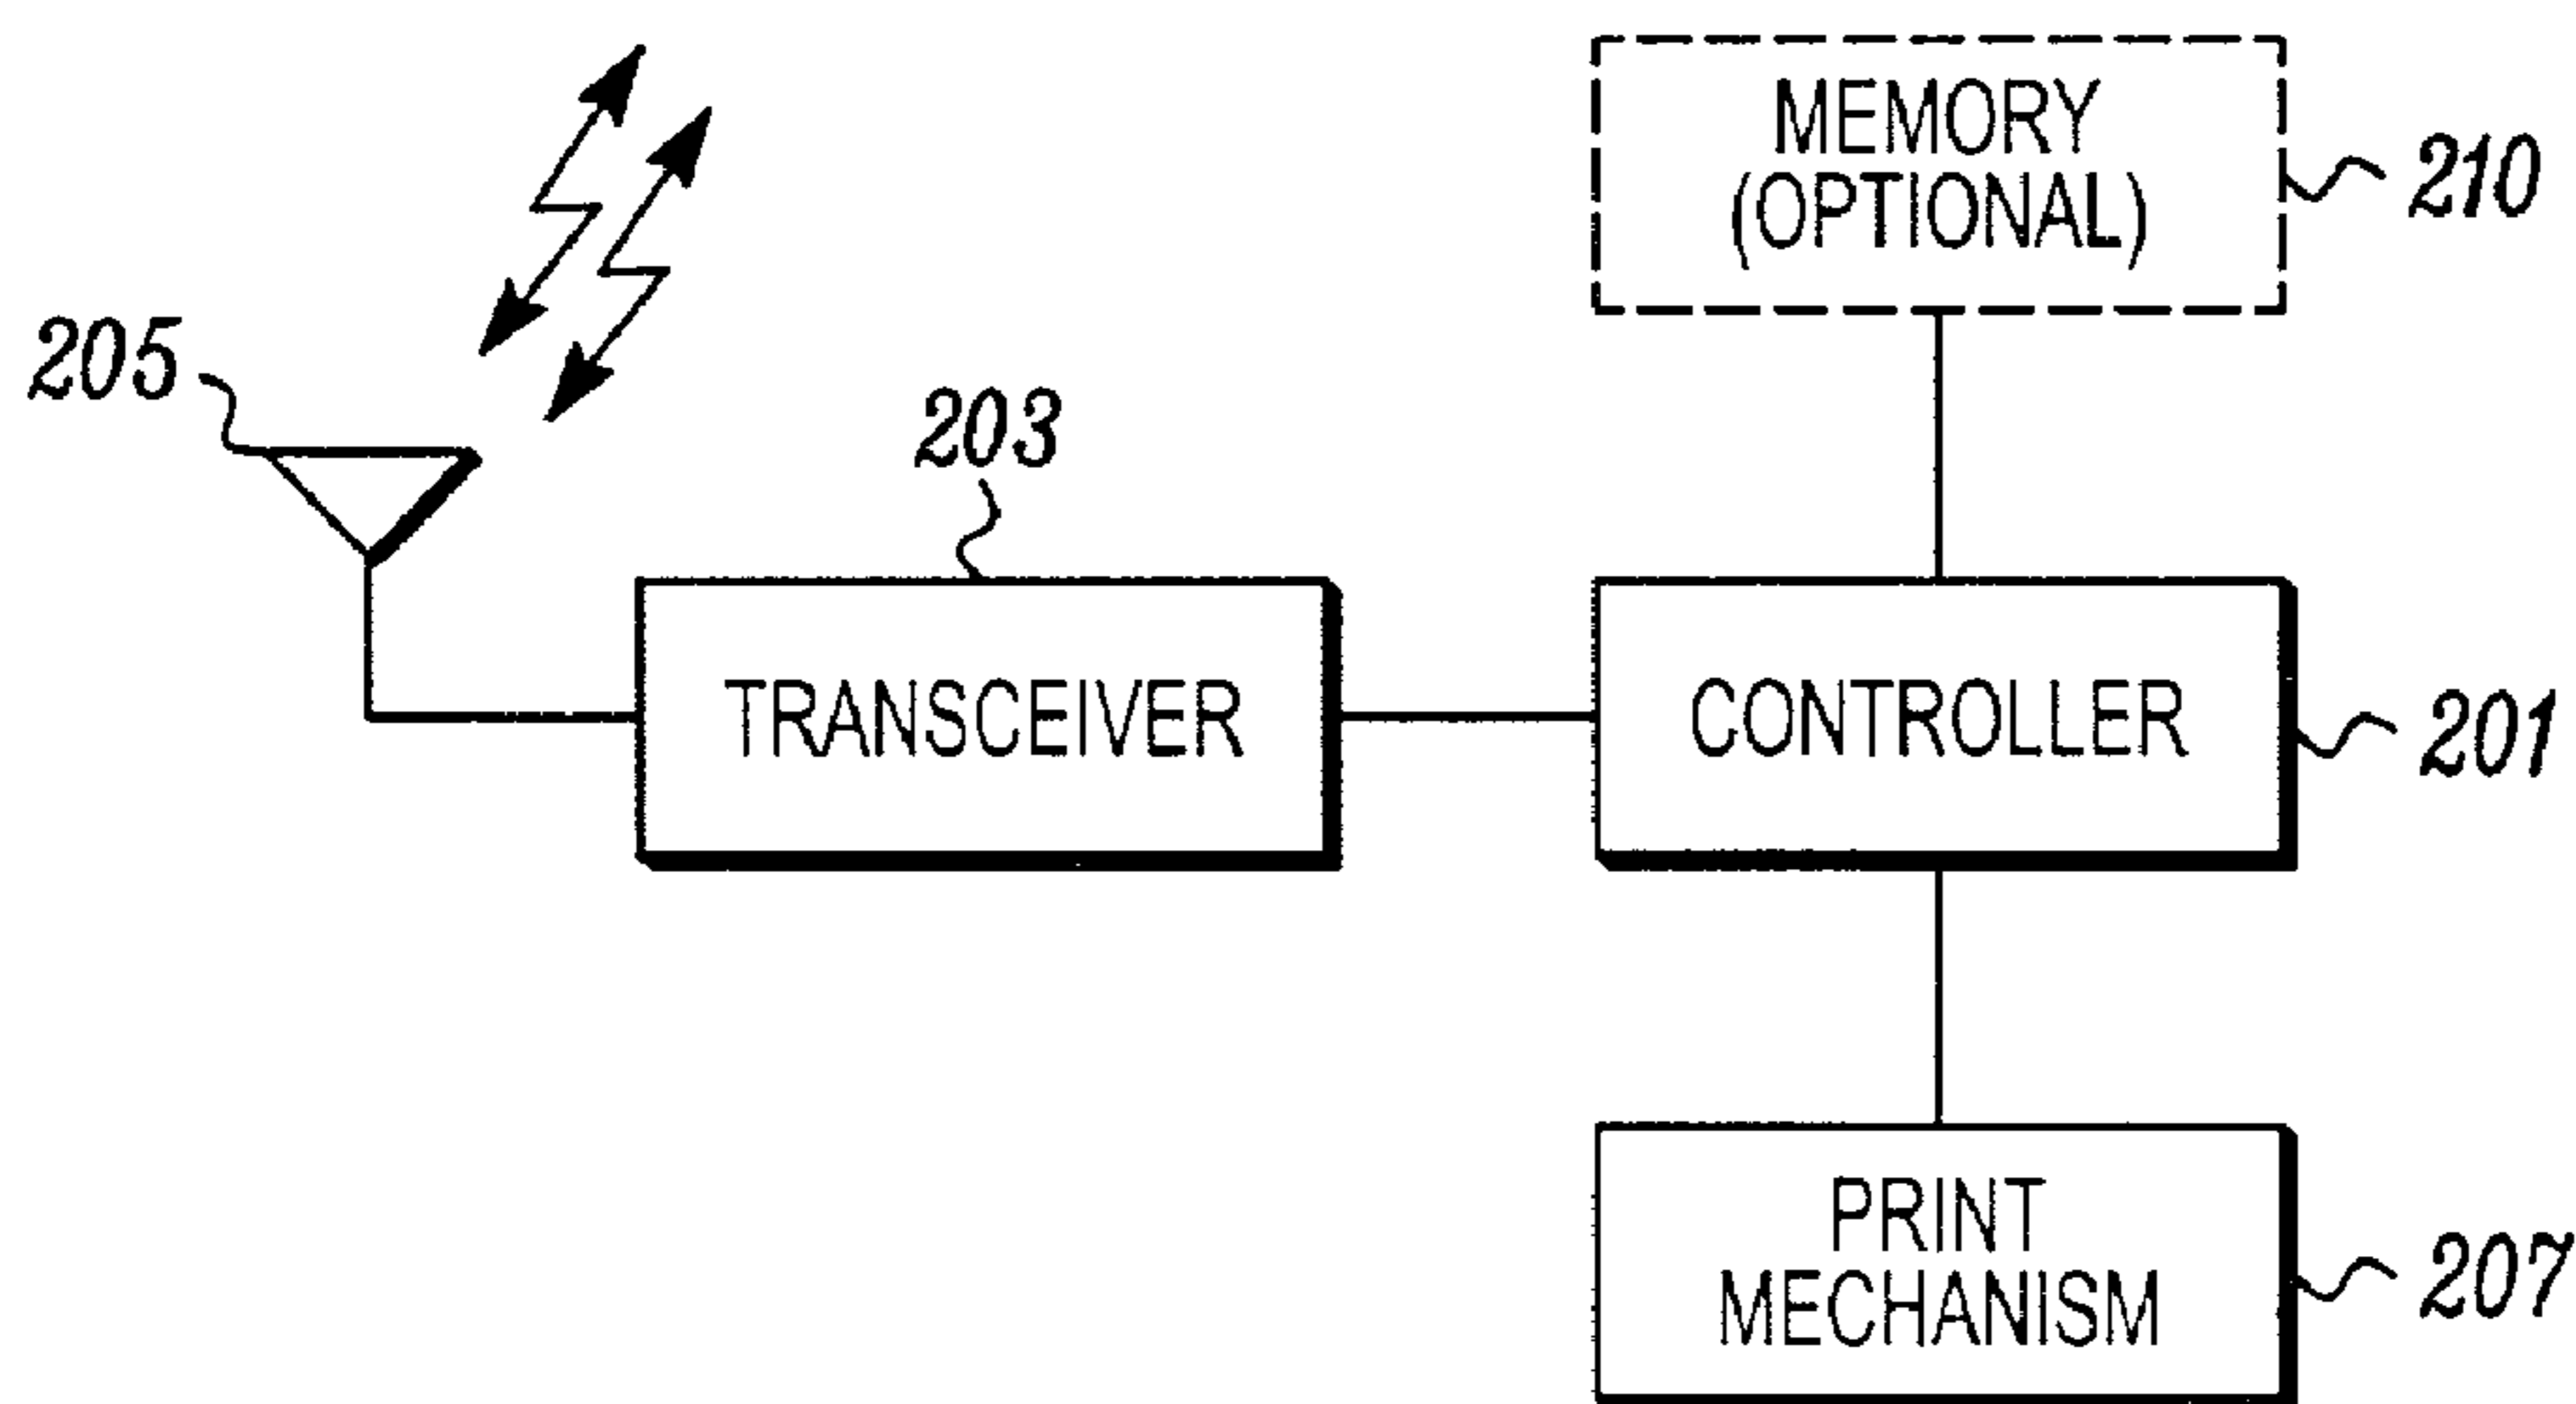 MEMORY
(OPTIONAL)
210
205
203
TRANSCEIVER
CONTROLLER
201
PRINT
MECHANISM
207